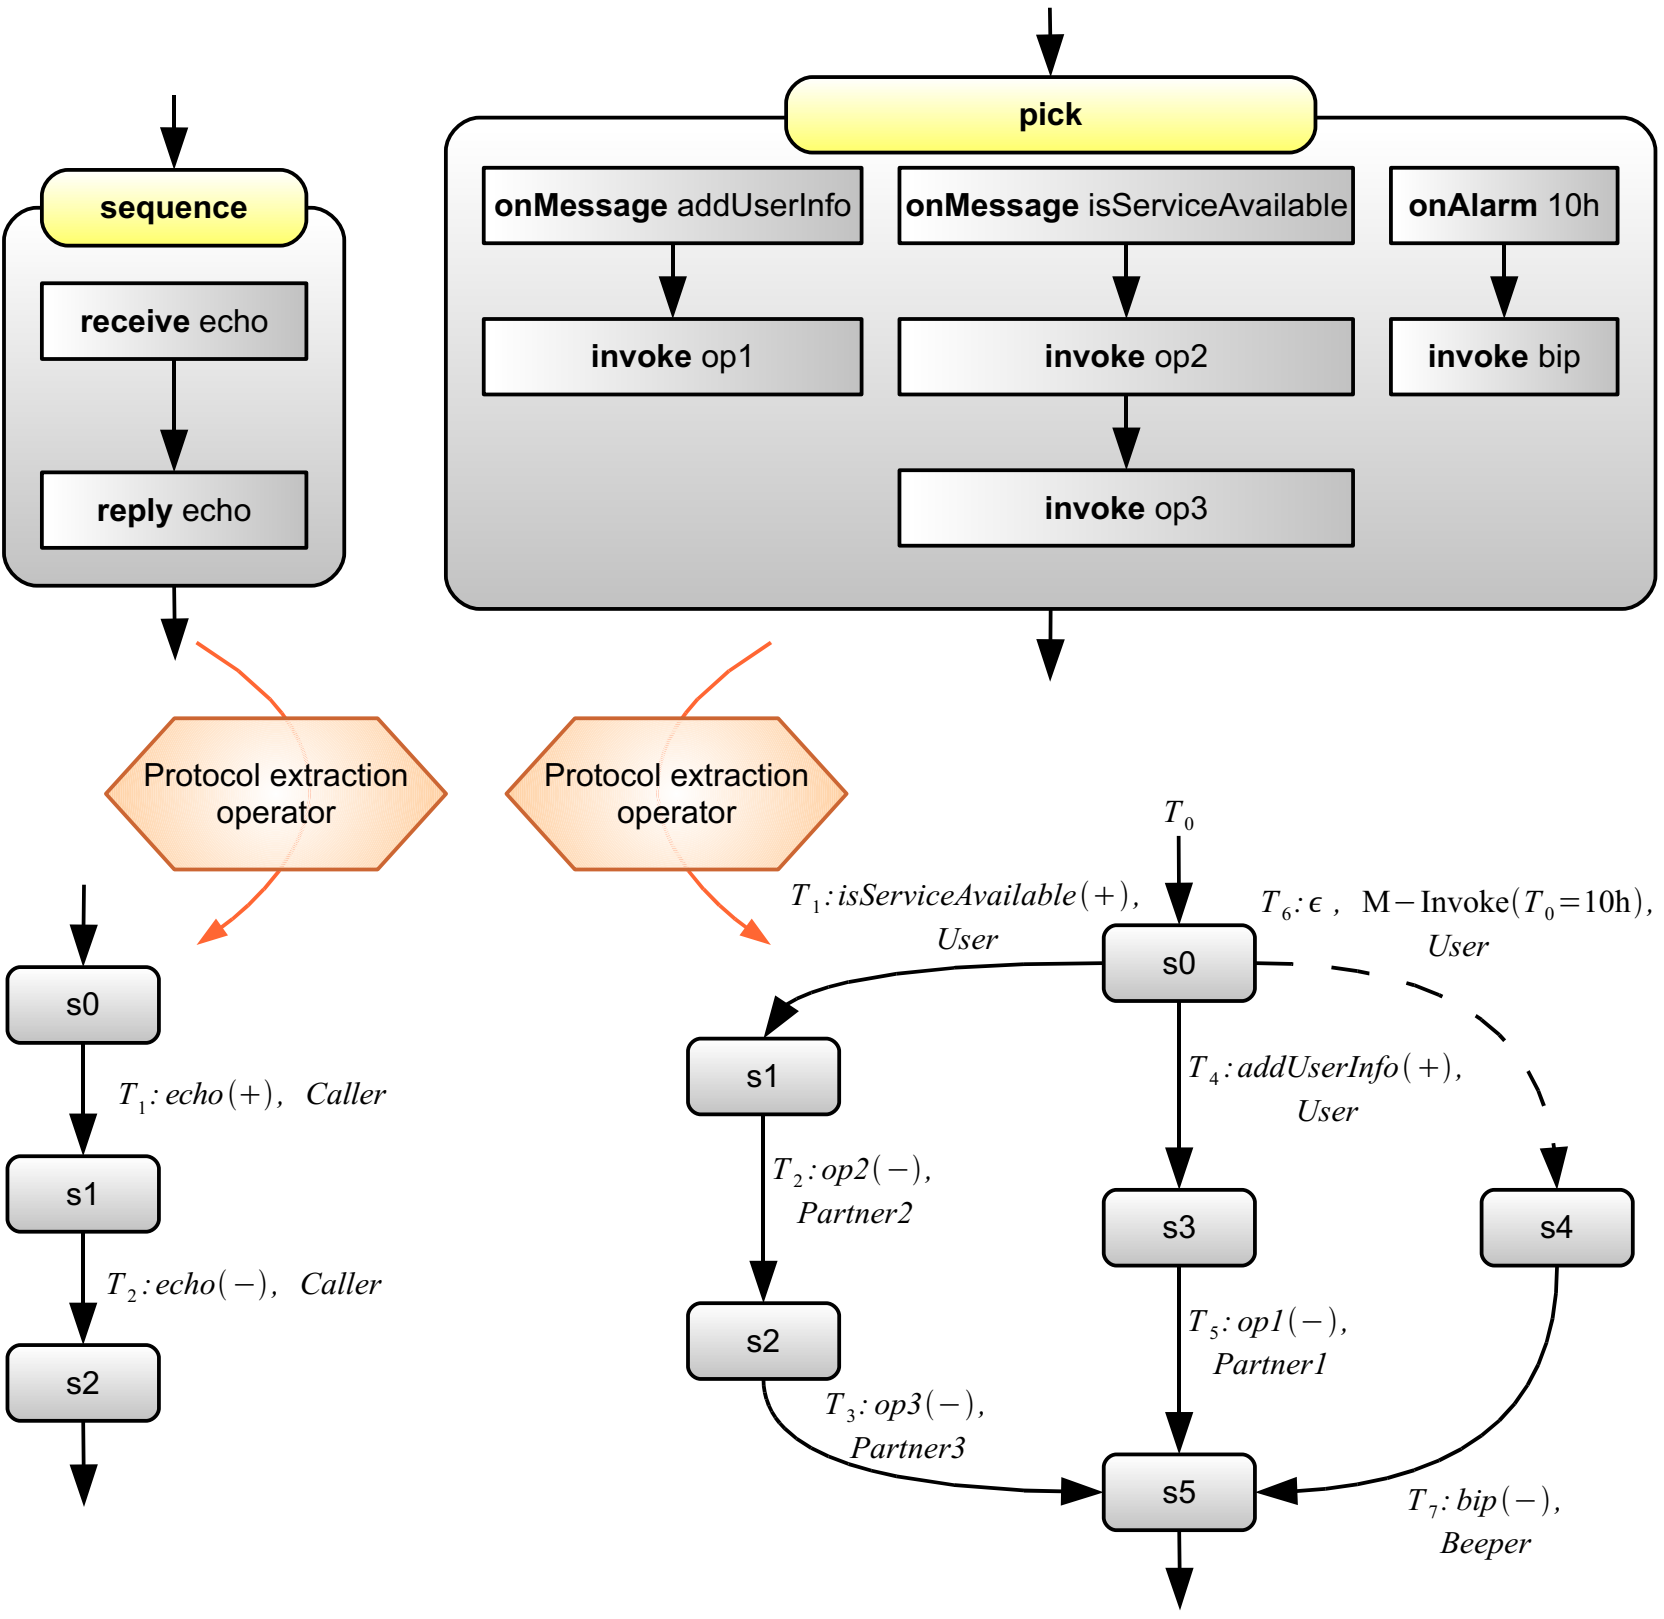 sequence
receive echo
reply echo
pick
onMessage addUserInfo
onMessage isServiceAvailable
onAlarm 10h
invoke op1
invoke op2
invoke bip
invoke op3
Protocol extraction
operator
Protocol extraction
operator
s0
T₁:echo(+), Caller
s1
T₂:echo(−), Caller
s2
T₀
T₁:isServiceAvailable(+),
User
s0
T₆:ϵ , M−Invoke(T₀=10h),
User
s1
T₄:addUserInfo(+),
User
T₂:op2(−),
Partner2
s3
s4
s2
T₅:op1(−),
Partner1
T₃:op3(−),
Partner3
s5
T₇:bip(−),
Beeper